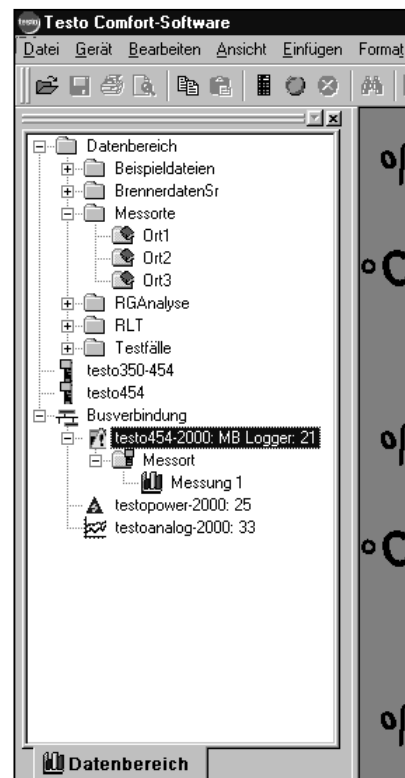 testo Testo Comfort-Software
Datei Gerät Bearbeiten Ansicht Einfügen Format
Datenbereich
Beispieldateien
BrennerdatenSr
Messorte
Ort1
Ort2
Ort3
RGAnalyse
RLT
Testfälle
testo350-454
testo454
Busverbindung
testo454-2000: MB Logger: 21
Messort
Messung 1
testopower-2000: 25
testoanalog-2000: 33
Datenbereich